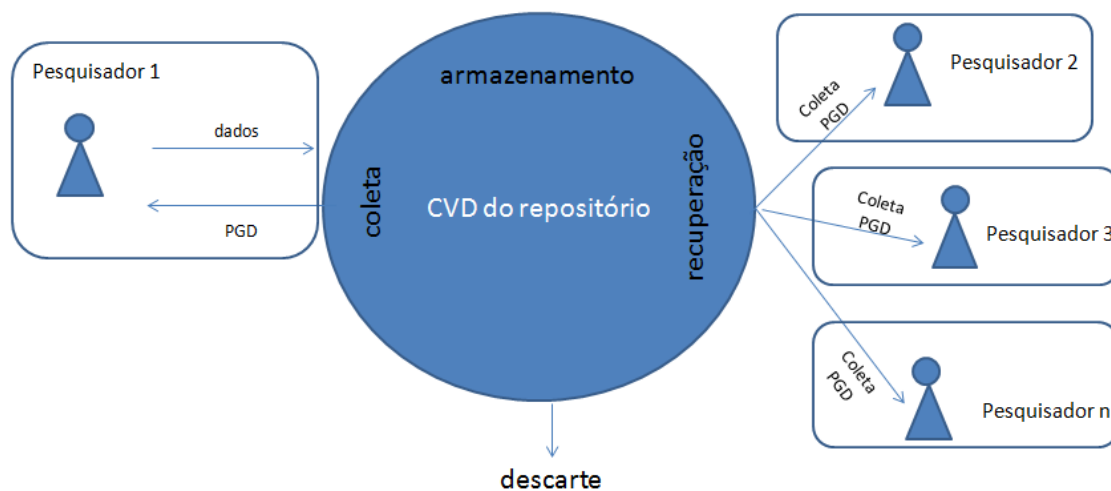 Pesquisador 1
dados
PGD
armazenamento
coleta
CVD do repositório
recuperação
descarte
Coleta
PGD
Pesquisador 2
Coleta
PGD
Pesquisador 3
Coleta
PGD
Pesquisador n